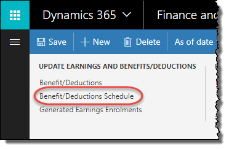 Dynamics 365 Finance and
Save + New Delete As of date
UPDATE EARNINGS AND BENEFITS/DEDUCTIONS
Benefit/Deductions
Benefit/Deductions Schedule
Generated Earnings Enrolments